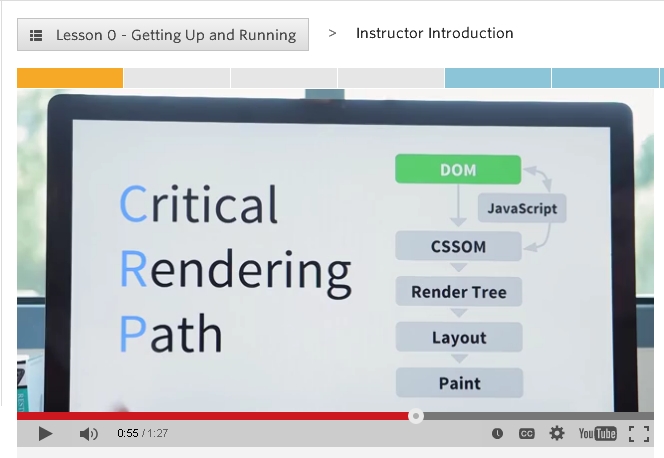 Lesson 0 - Getting Up and Running > Instructor Introduction
Critical
Rendering
Path
DOM
JavaScript
CSSOM
Render Tree
Layout
Paint
0:55 / 1:27
CC
YouTube